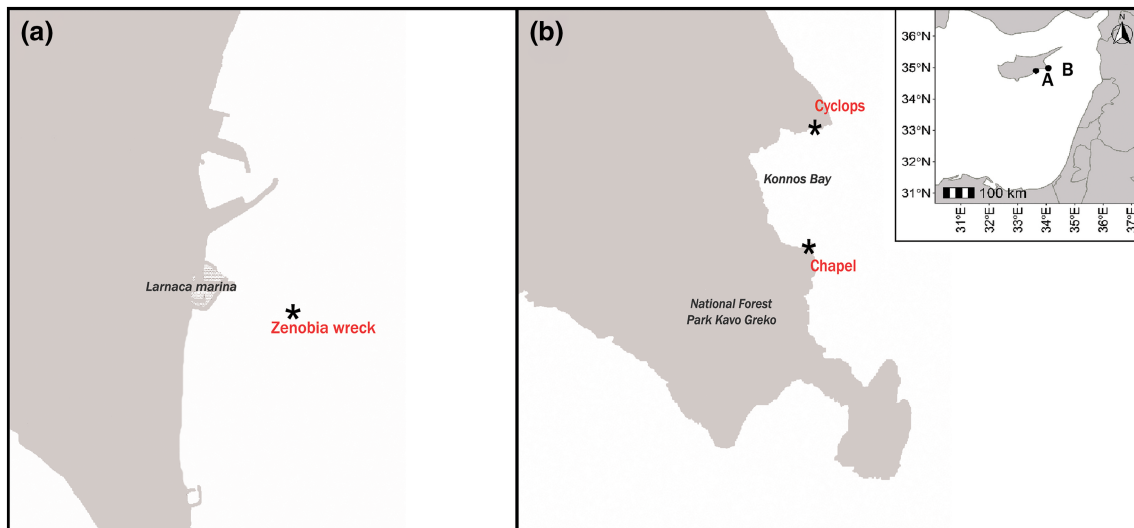 (a)
Larnaca marina
Zenobia wreck
(b)
Cyclops
Konnos Bay
Chapel
National Forest
Park Kavo Greko
N
36°N
35°N
34°N
33°N
32°N
31°N
A
B
100 km
31°E
32°E
33°E
34°E
35°E
36°E
37°E